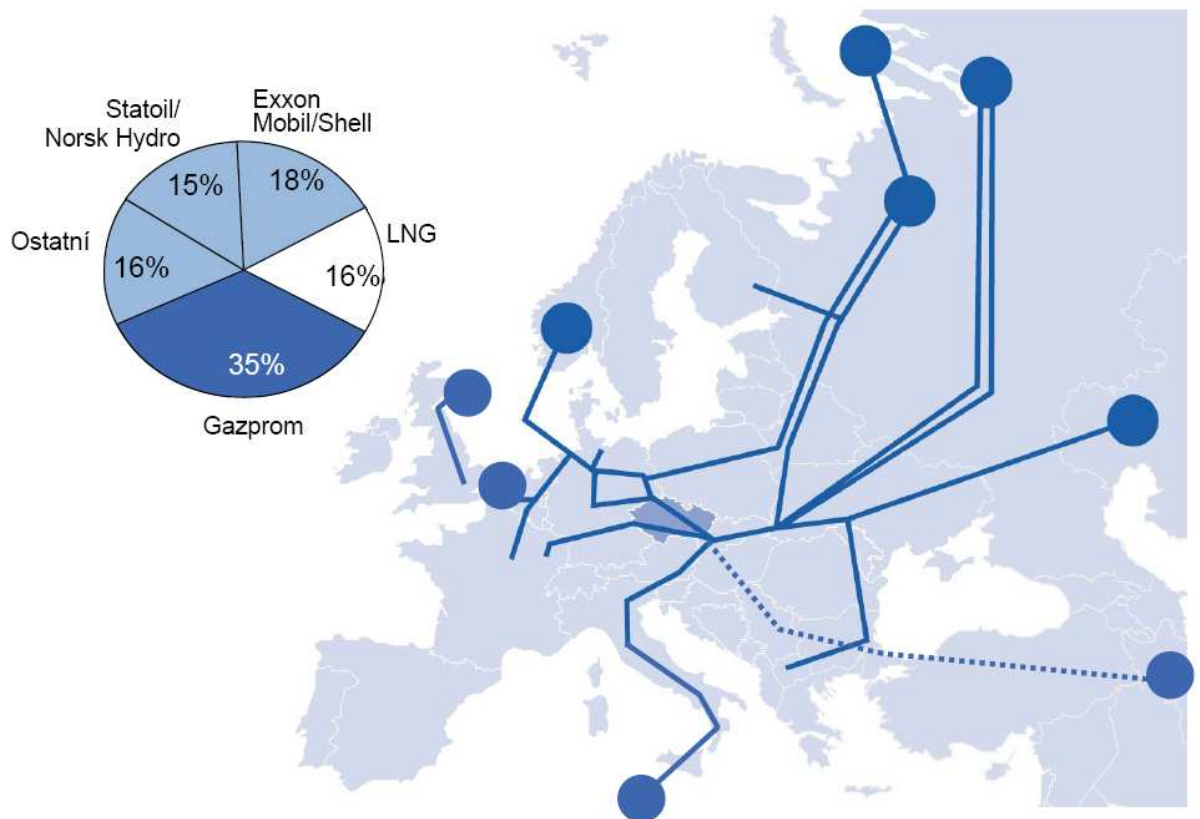 Statoil/
Norsk Hydro
Exxon
Mobil/Shell
15%
18%
Ostatní
LNG
16%
16%
35%
Gazprom